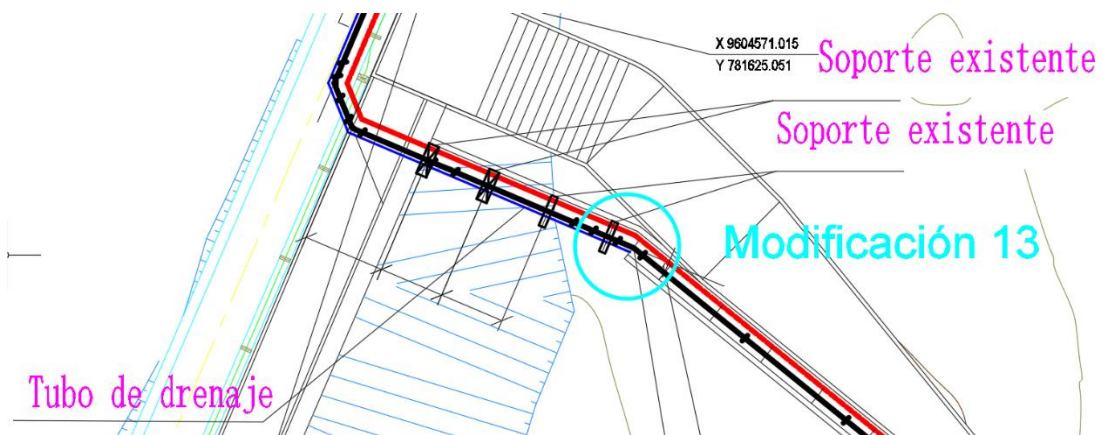 X 9604571.015
Y 781625.051
Soporte existente
Soporte existente
Modificación 13
Tubo de drenaje